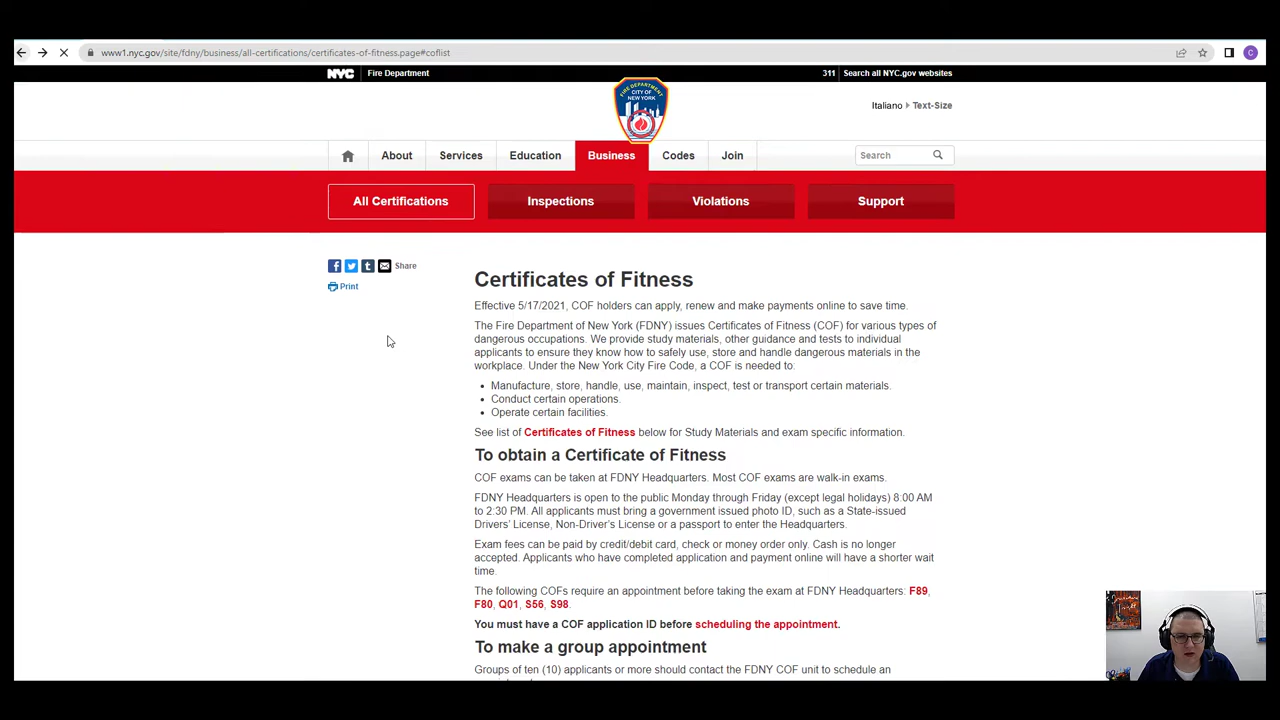 www1.nyc.gov/site/fdny/business/all-certifications/certificates-of-fitness.page#coflist
C
NYC Fire Department 311 Search all NYC.gov websites
FIRE DEPARTMENT
CITY OF
NEW YORK
Italiano Text-Size
About Services Education Business Codes Join Search
All Certifications Inspections Violations Support
Share
Print
Certificates of Fitness
Effective 5/17/2021, COF holders can apply, renew and make payments online to save time.
The Fire Department of New York (FDNY) issues Certificates of Fitness (COF) for various types of
dangerous occupations. We provide study materials, other guidance and tests to individual
applicants to ensure they know how to safely use, store and handle dangerous materials in the
workplace. Under the New York City Fire Code, a COF is needed to:
• Manufacture, store, handle, use, maintain, inspect, test or transport certain materials.
• Conduct certain operations.
• Operate certain facilities.
See list of Certificates of Fitness below for Study Materials and exam specific information.
To obtain a Certificate of Fitness
COF exams can be taken at FDNY Headquarters. Most COF exams are walk-in exams.
FDNY Headquarters is open to the public Monday through Friday (except legal holidays) 8:00 AM
to 2:30 PM. All applicants must bring a government issued photo ID, such as a State-issued
Drivers' License, Non-Driver's License or a passport to enter the Headquarters.
Exam fees can be paid by credit/debit card, check or money order only. Cash is no longer
accepted. Applicants who have completed application and payment online will have a shorter wait
time.
The following COFs require an appointment before taking the exam at FDNY Headquarters: F89,
F80, Q01, S56, S98.
You must have a COF application ID before scheduling the appointment.
To make a group appointment
Groups of ten (10) applicants or more should contact the FDNY COF unit to schedule an